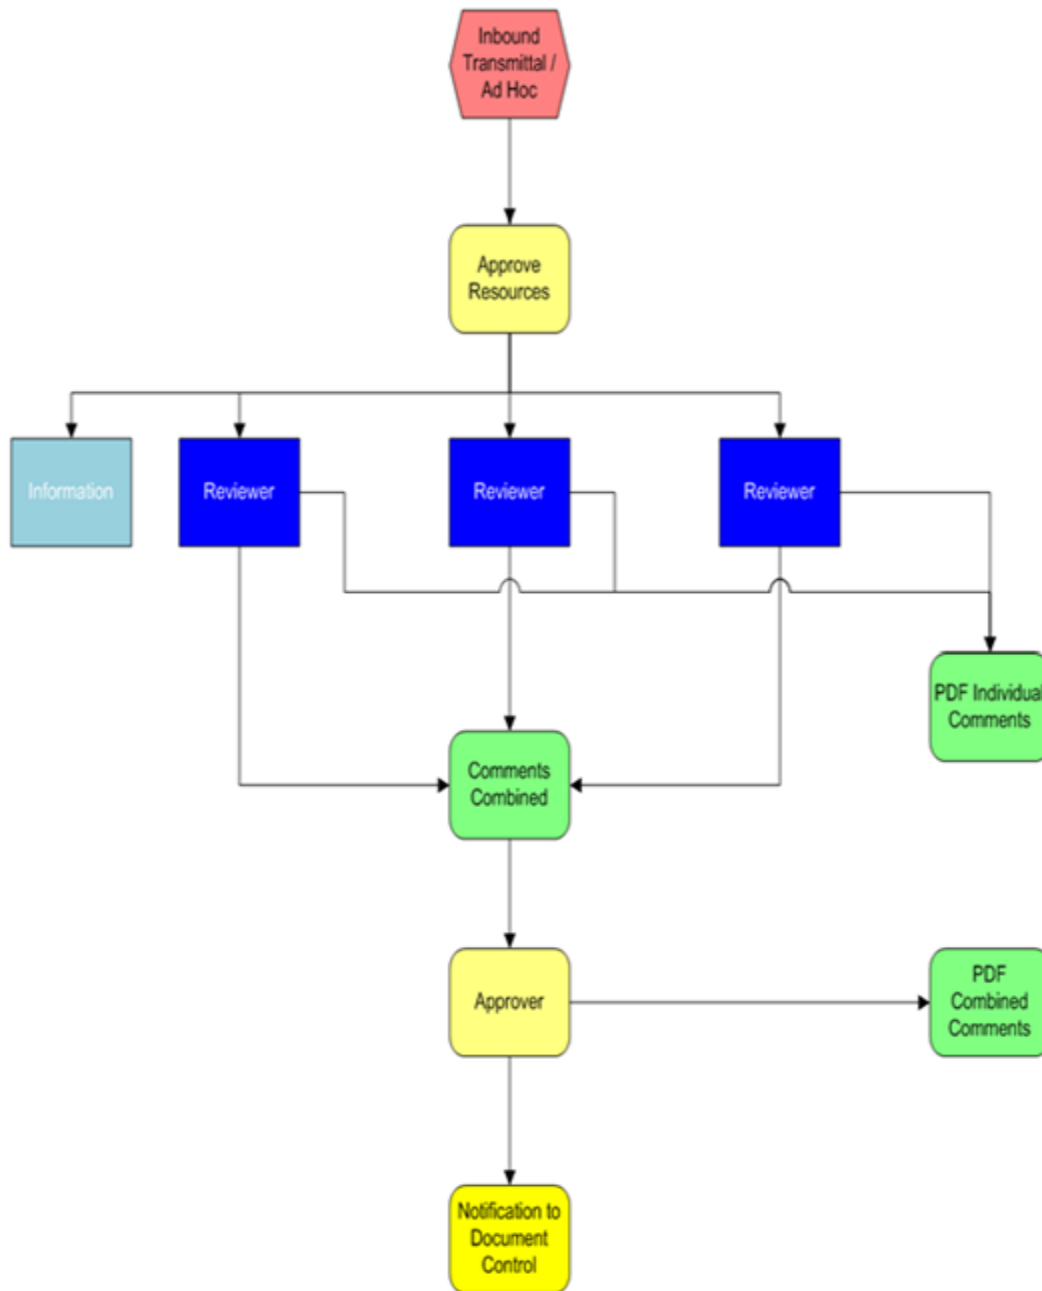 Inbound
Transmittal /
Ad Hoc
Approve
Resources
Information
Reviewer
Reviewer
Reviewer
PDF Individual
Comments
Comments
Combined
Approver
PDF
Combined
Comments
Notification to
Document
Control